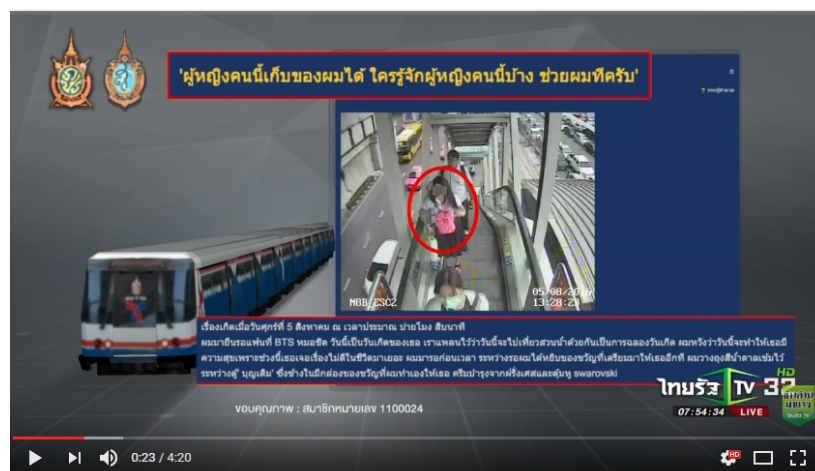 'ผู้หญิงคนนี้เก็บของผมได้ ใครรู้จักผู้หญิงคนนี้บ้าง ช่วยผมทีครับ'
NBB ESC2
05/08/2016
13:28:23
เรื่องเกิดเมื่อวันศุกร์ที่ 5 สิงหาคม ณ เวลาประมาณ บ่ายโมง สิบนาที
ผมมายืนรอแฟนที่ BTS หมอชิต วันนี้เป็นวันเกิดของเธอ เราแพลนไว้ว่าวันนี้จะไปเที่ยวสวนน้ำด้วยกันเป็นการฉลองวันเกิด ผมหวังว่าวันนี้จะทำให้เธอมี
ความสุขเพราะช่วงนี้เธอเจอเรื่องไม่ดีในชีวิตมาเยอะ ผมมารอก่อนเวลา ระหว่างรอผมได้หยิบของขวัญที่เตรียมมาให้เธออีกที ผมวางถุงสีน้ำตาลเข้มไว้
ระหว่างตู้ บุญเติม' ซึ่งข้างในมีกล่องของขวัญที่ผมทำเองให้เธอ ครีมบำรุงจากฝรั่งเศสและตุ้มหู swarovski
ขอบคุณภาพ : สมาชิกหมายเลข 1100024
ไทยรัฐ TV 32 HD
07:54:34 LIVE
0:23 / 4:20
HD